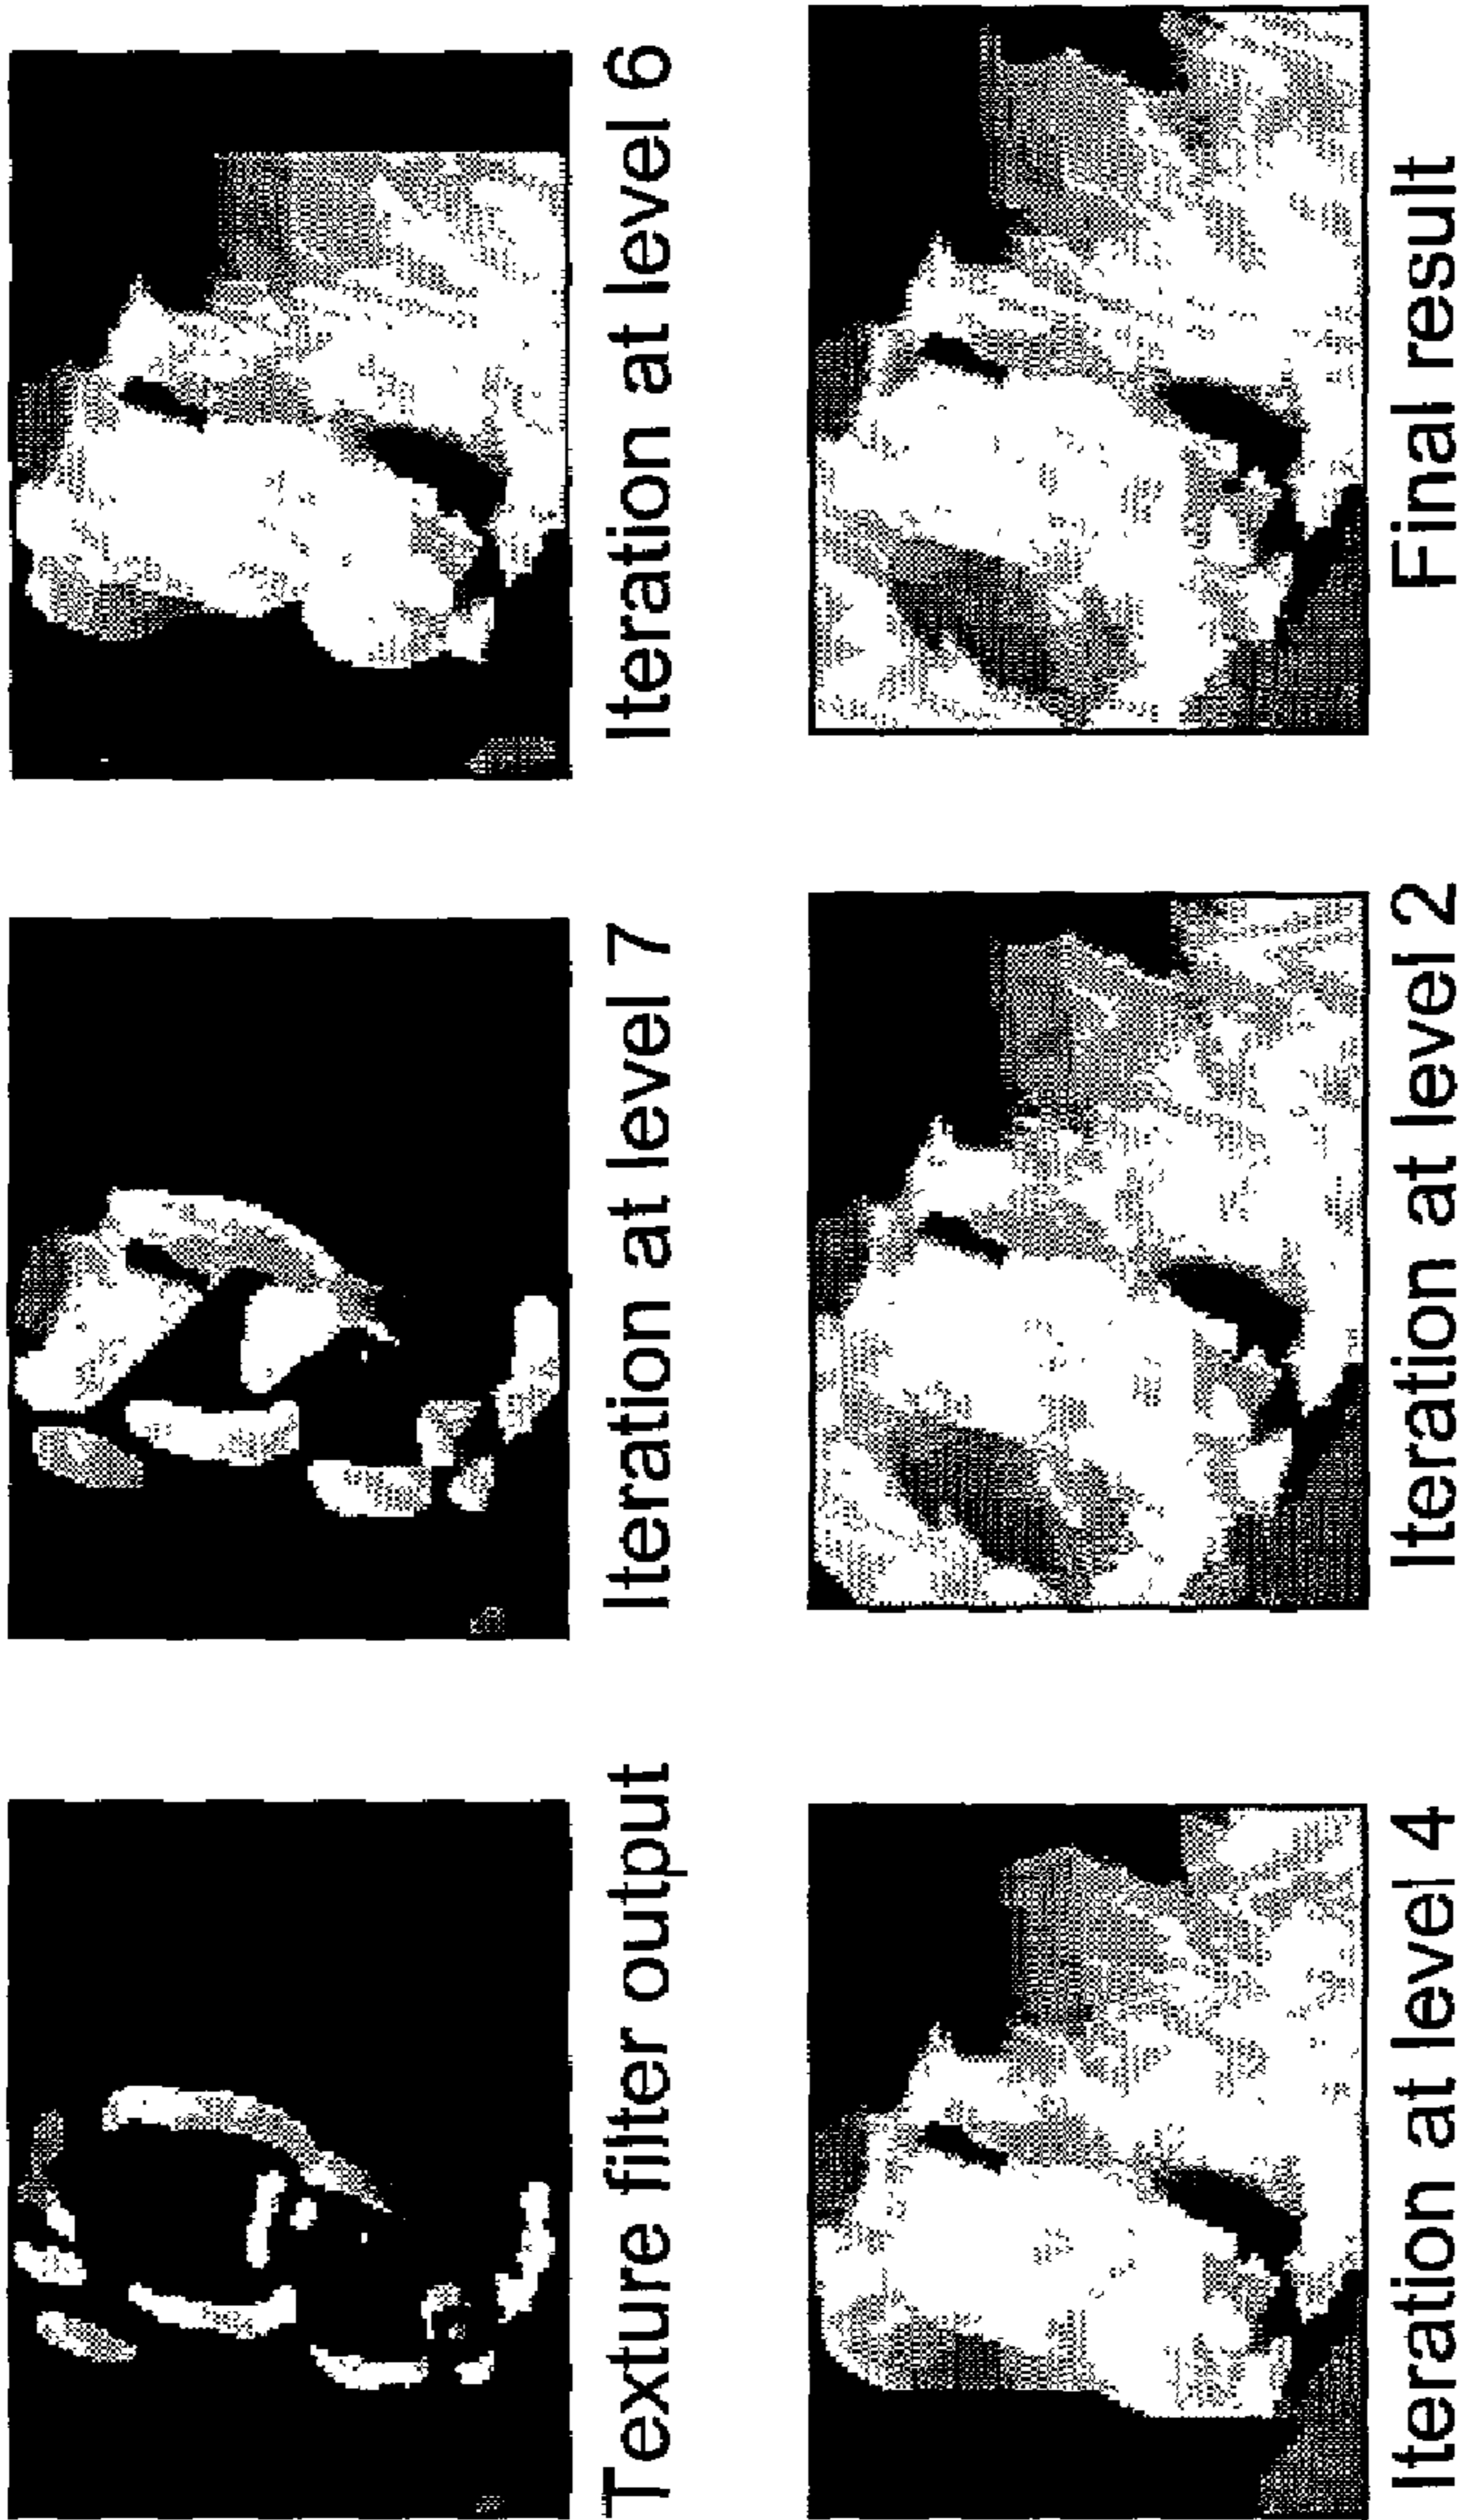 Texture filter output
Iteration at level 7
Iteration at level 6
Iteration at level 4
Iteration at level 2
Final result